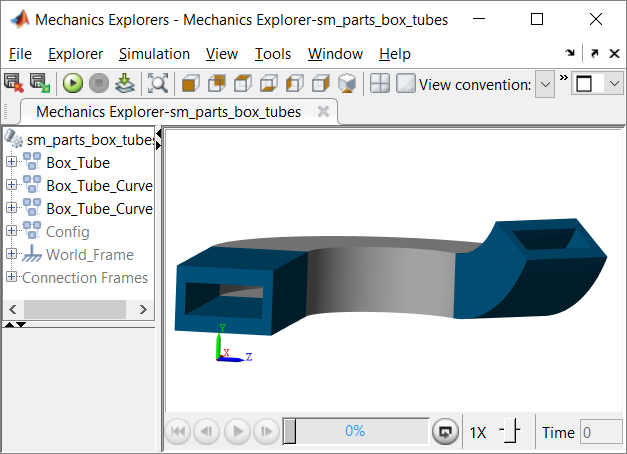 Mechanics Explorers - Mechanics Explorer-sm_parts_box_tubes
File Explorer Simulation View Tools Window Help
View convention:
Mechanics Explorer-sm_parts_box_tubes
sm_parts_box_tubes
Box_Tube
Box_Tube_Curve
Box_Tube_Curve
Config
World_Frame
Connection Frames
Y
X
Z
0%
1X
Time 0